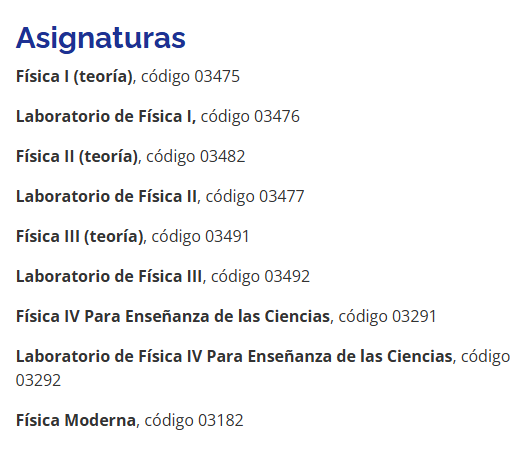 Asignaturas
Física I (teoría), código 03475
Laboratorio de Física I, código 03476
Física II (teoría), código 03482
Laboratorio de Física II, código 03477
Física III (teoría), código 03491
Laboratorio de Física III, código 03492
Física IV Para Enseñanza de las Ciencias, código 03291
Laboratorio de Física IV Para Enseñanza de las Ciencias, código
03292
Física Moderna, código 03182